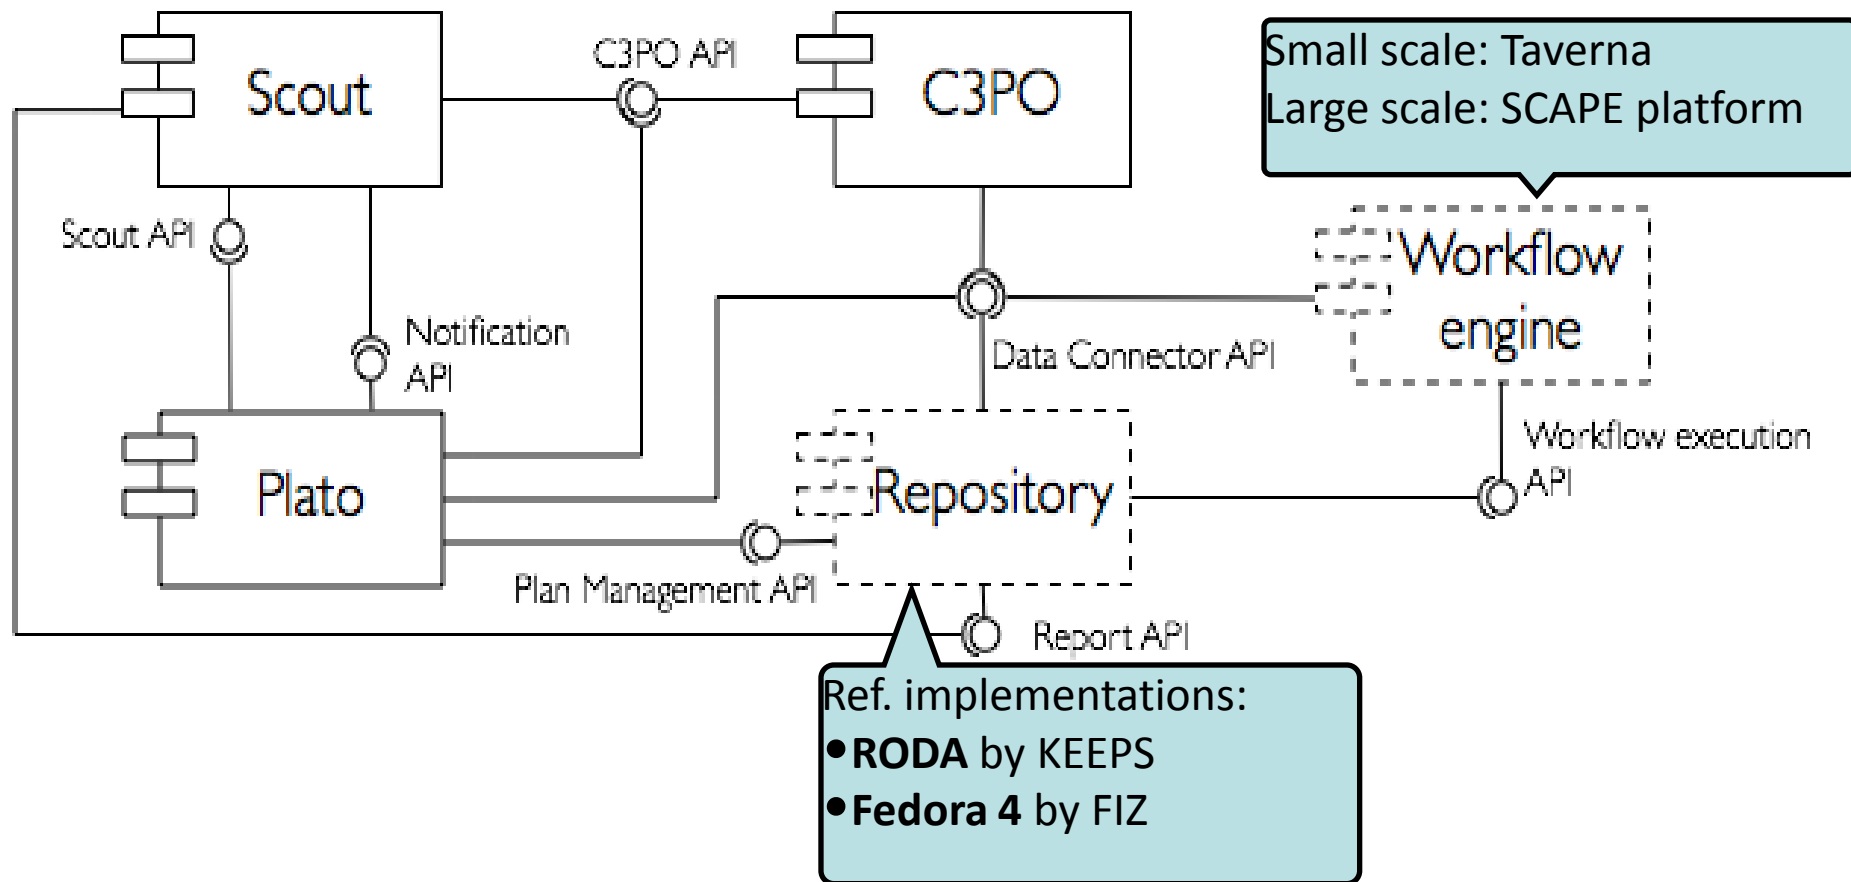 Scout
C3PO API
C3PO
Small scale: Taverna
Large scale: SCAPE platform
Scout API
Notification
API
Data Connector API
Workflow
engine
Plato
Repository
Workflow execution
API
Plan Management API
Report API
Ref. implementations:
•RODA by KEEPS
•Fedora 4 by FIZ